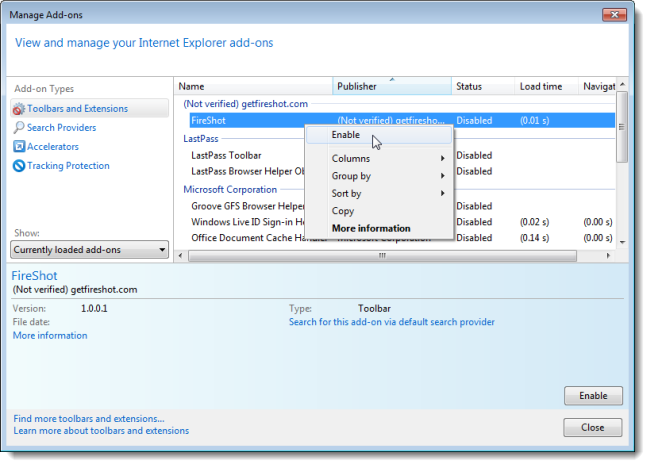 Manage Add-ons
View and manage your Internet Explorer add-ons
Add-on Types
Toolbars and Extensions
Search Providers
Accelerators
Tracking Protection
Show:
Currently loaded add-ons
Name Publisher Status Load time Navigat
(Not verified) getfireshot.com
FireShot (Not verified) getfiresho... Disabled (0.01 s)
LastPass
LastPass Toolbar Disabled
LastPass Browser Helper Ob Disabled
Microsoft Corporation
Groove GFS Browser Helper Disabled
Windows Live ID Sign-in He Disabled (0.02 s) (0.00 s)
Office Document Cache Handler Microsoft Corporation Disabled (0.14 s) (0.00 s)
Enable
Columns
Group by
Sort by
Copy
More information
FireShot
(Not verified) getfireshot.com
Version: 1.0.0.1
File date:
More information
Type: Toolbar
Search for this add-on via default search provider
Enable
Find more toolbars and extensions...
Learn more about toolbars and extensions
Close